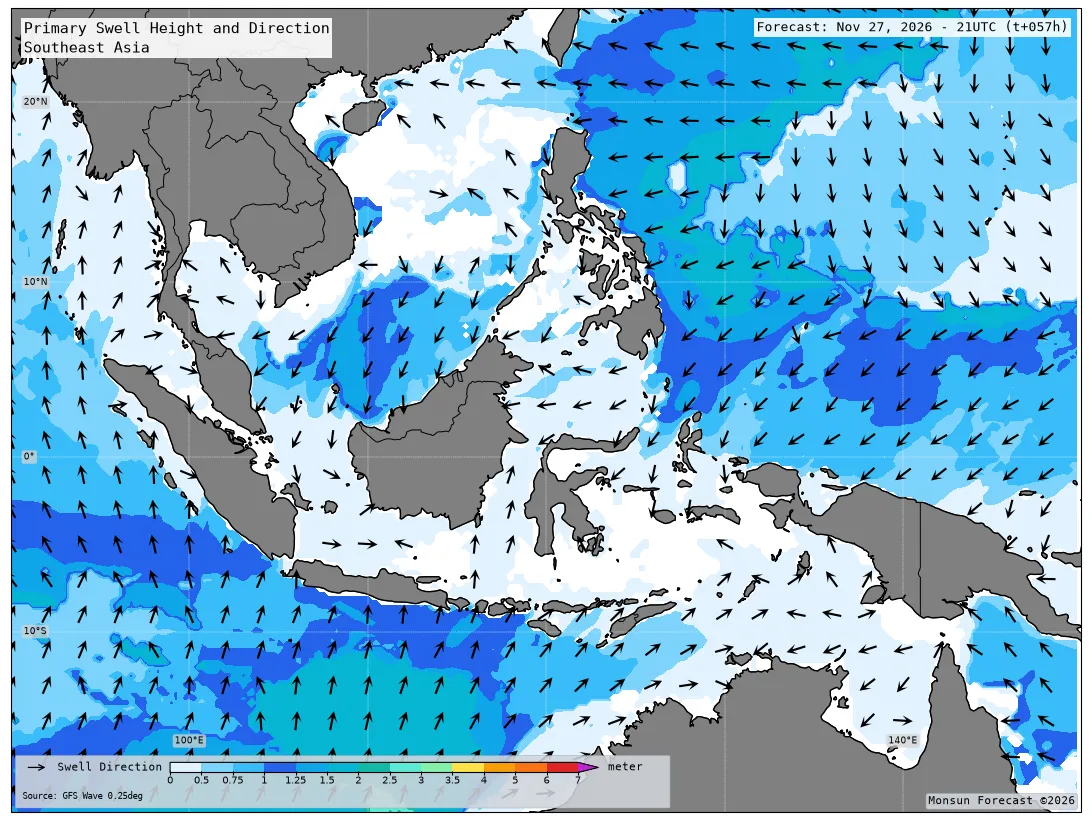 Primary Swell Height and Direction
Southeast Asia
Forecast: Nov 27, 2026 - 21UTC (t+057h)
20°N
10°N
0°
10°S
100°E
140°E
Swell Direction
meter
0 0.5 0.75 1 1.25 1.5 2 2.5 3 3.5 4 5 6 7
Source: GFS Wave 0.25deg
Monsun Forecast ©2026